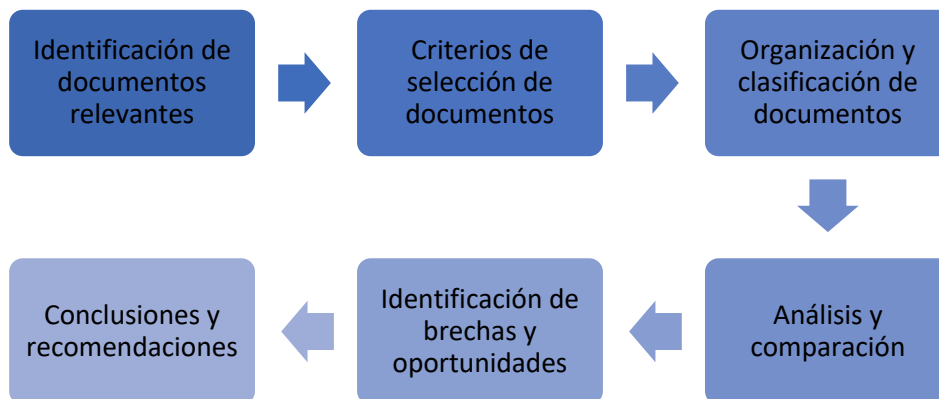 Identificación de
documentos
relevantes
Criterios de
selección de
documentos
Organización y
clasificación de
documentos
Análisis y
comparación
Identificación de
brechas y
oportunidades
Conclusiones y
recomendaciones